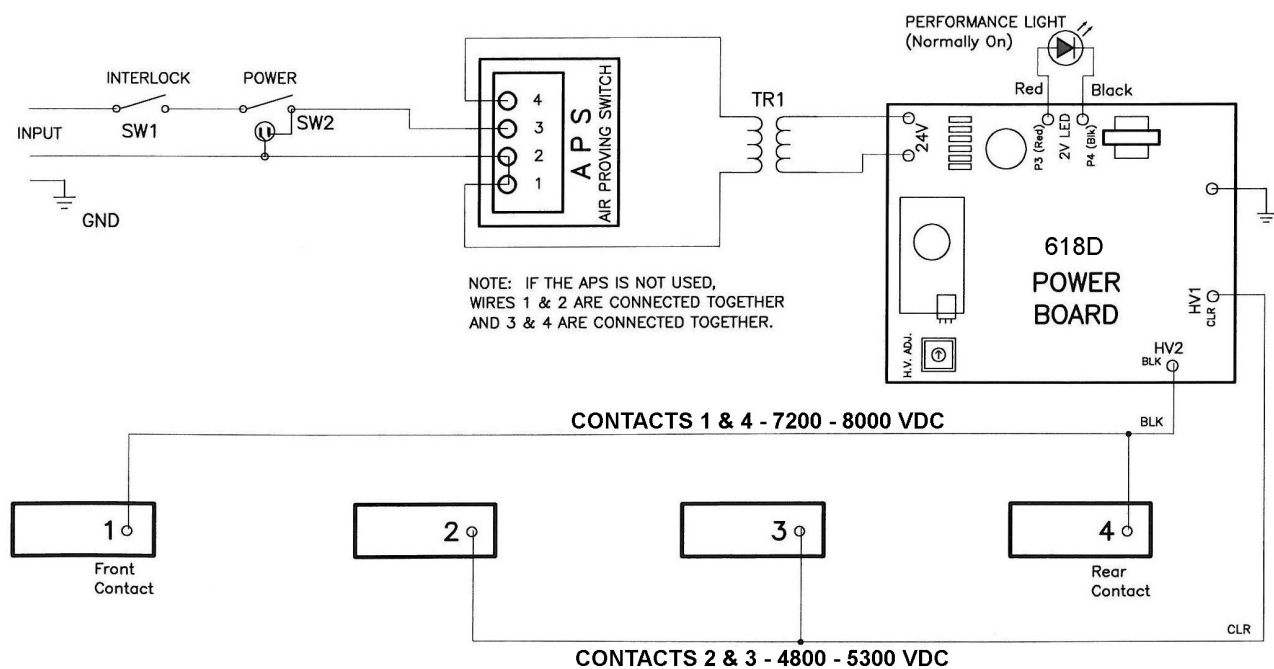 PERFORMANCE LIGHT
(Normally On)
Red
Black
INTERLOCK
POWER
SW1
SW2
INPUT
GND
4
3
2
1
APS
AIR PROVING SWITCH
TR1
24V
P3 (Red)
2V LED
P4 (Blk)
618D
POWER
BOARD
HV1
CLR
HV2
BLK
H.V. ADJ.
NOTE: IF THE APS IS NOT USED,
WIRES 1 & 2 ARE CONNECTED TOGETHER
AND 3 & 4 ARE CONNECTED TOGETHER.
CONTACTS 1 & 4 - 7200 - 8000 VDC
BLK
1
2
3
4
Front
Contact
Rear
Contact
CLR
CONTACTS 2 & 3 - 4800 - 5300 VDC